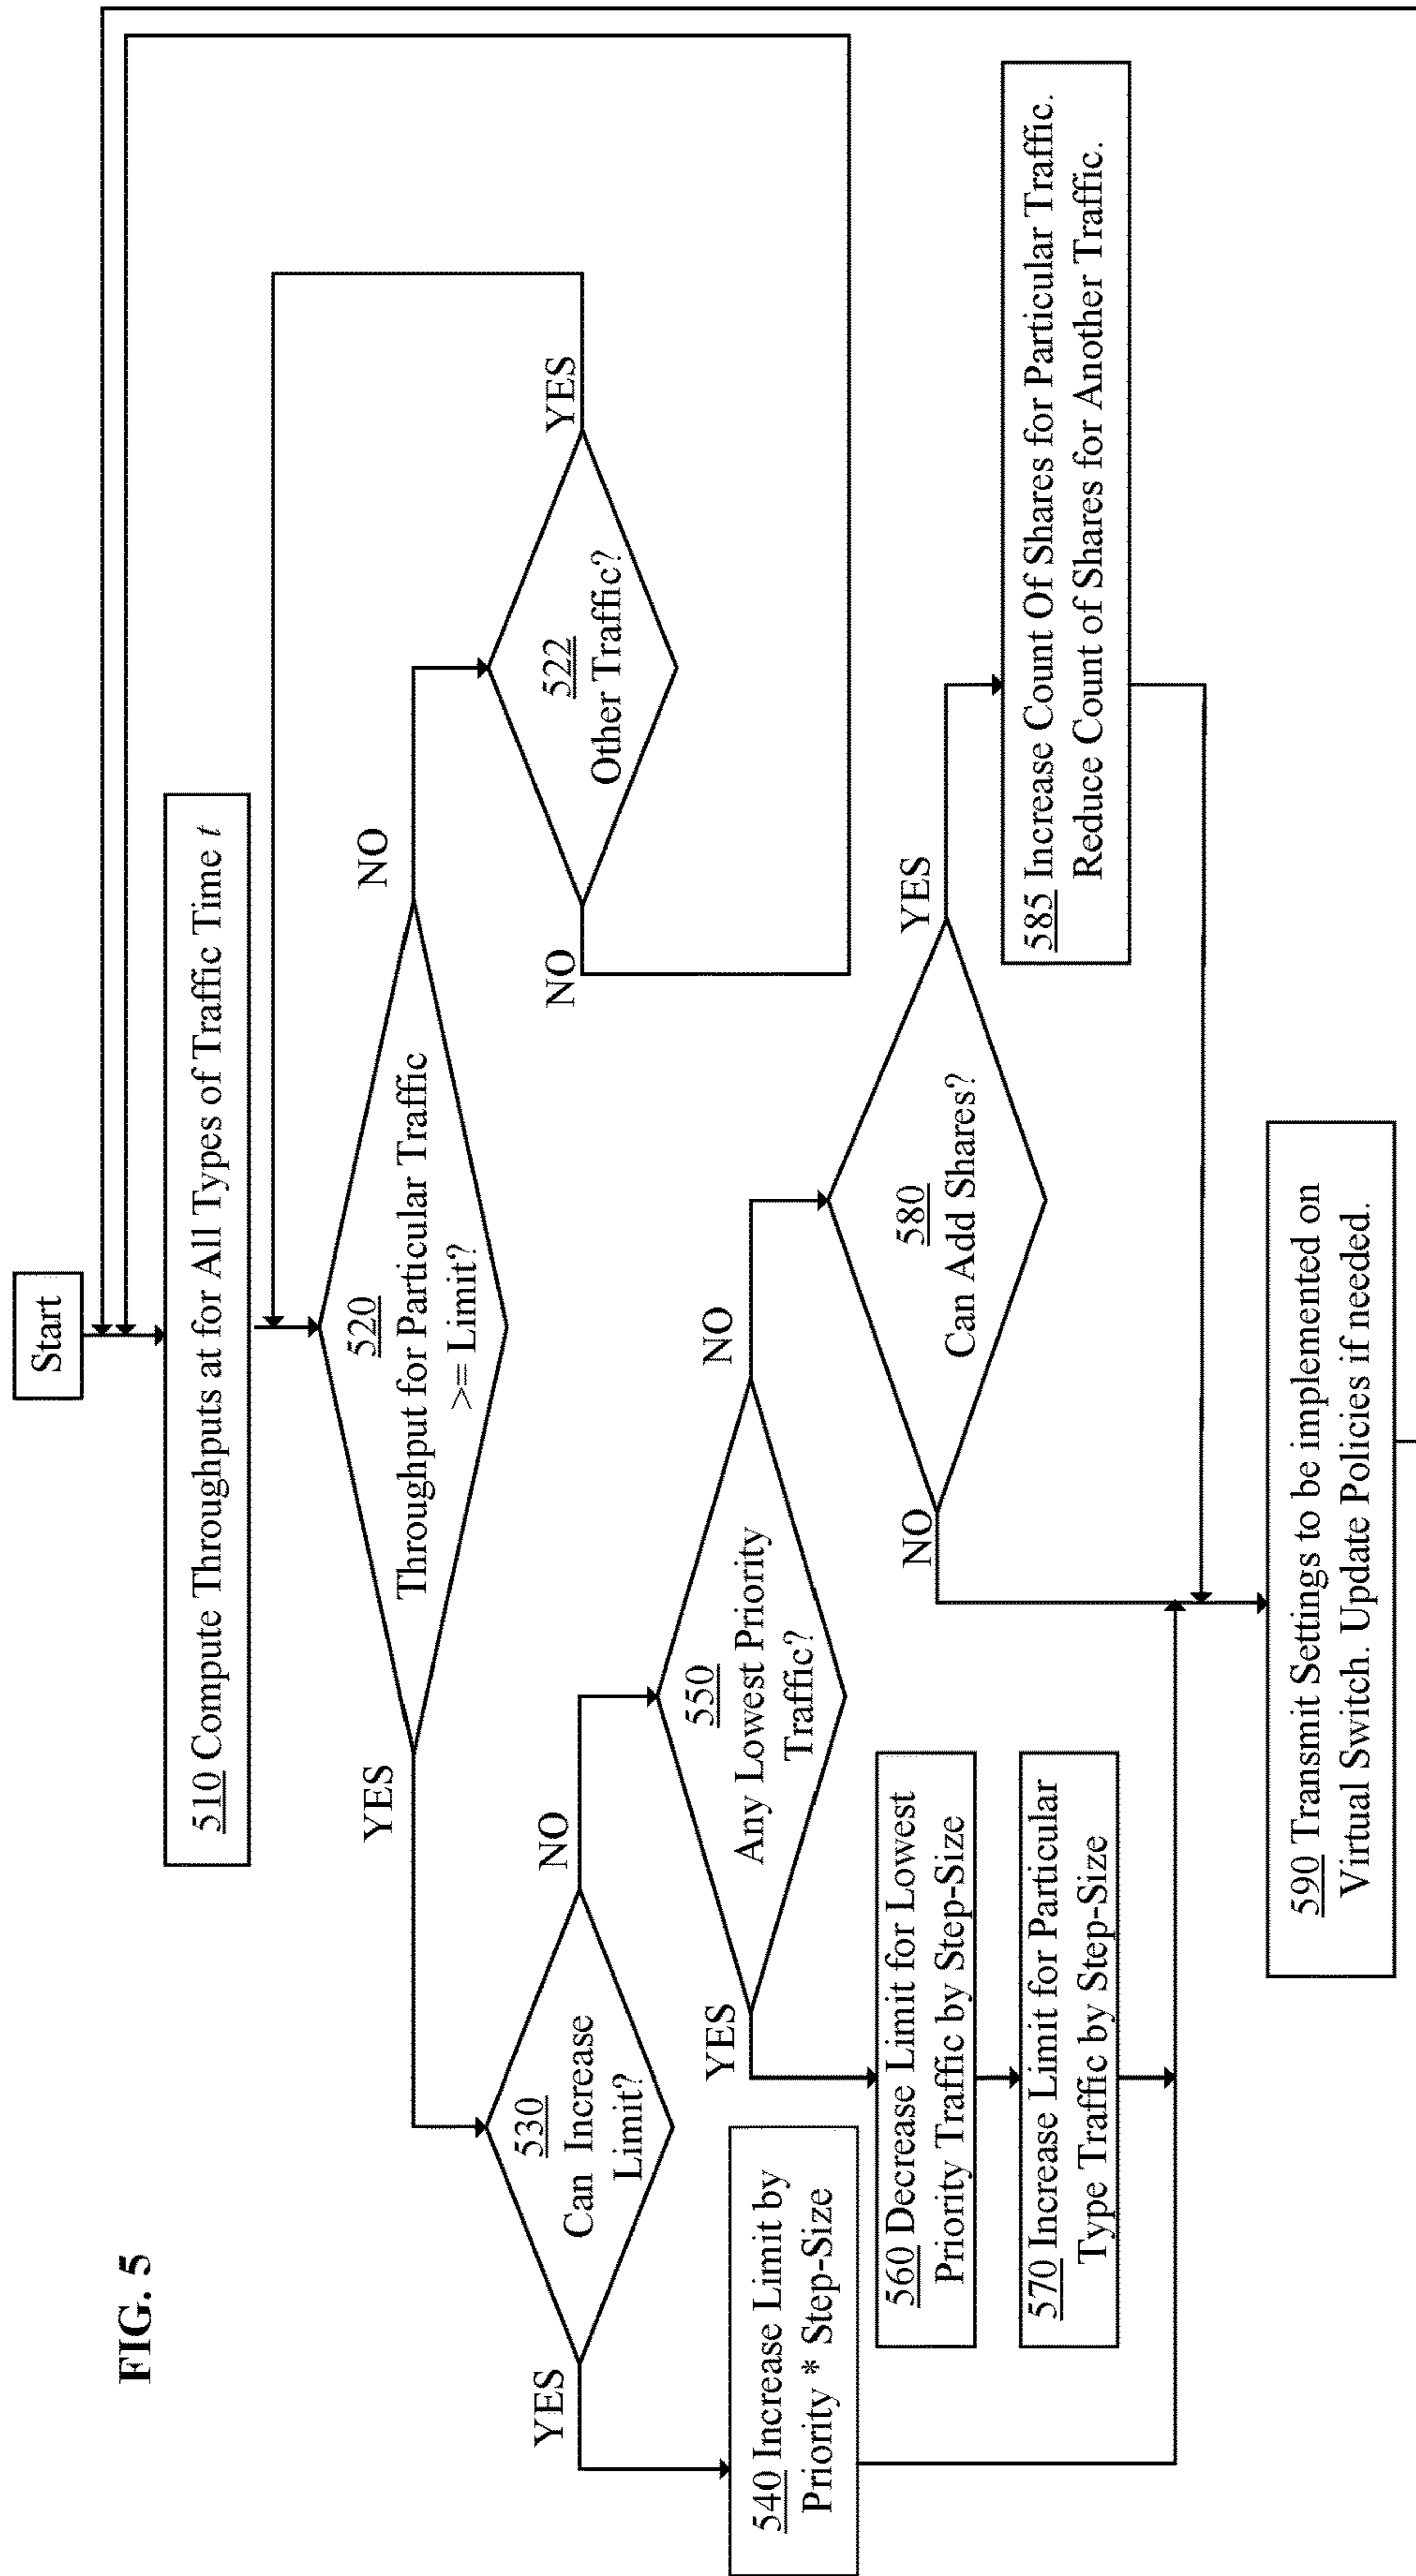 FIG. 5
Start
510 Compute Throughputs at for All Types of Traffic Time t
520
Throughput for Particular Traffic
>= Limit?
YES
NO
522
Other Traffic?
YES
NO
530
Can Increase
Limit?
YES
NO
540 Increase Limit by
Priority * Step-Size
550
Any Lowest Priority
Traffic?
YES
NO
560 Decrease Limit for Lowest
Priority Traffic by Step-Size
570 Increase Limit for Particular
Type Traffic by Step-Size
580
Can Add Shares?
NO
YES
585 Increase Count Of Shares for Particular Traffic.
Reduce Count of Shares for Another Traffic.
590 Transmit Settings to be implemented on
Virtual Switch. Update Policies if needed.